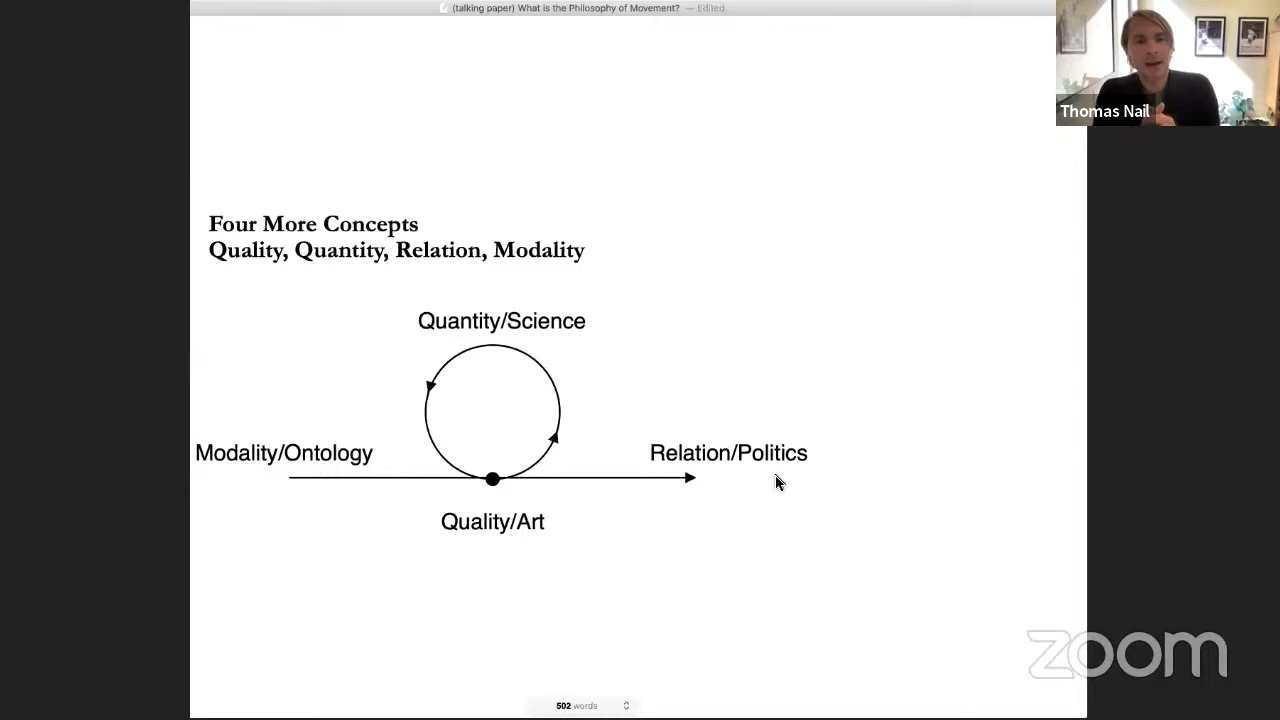 (talking paper) What is the Philosophy of Movement? — Edited
Thomas Nail
Four More Concepts
Quality, Quantity, Relation, Modality
Quantity/Science
Modality/Ontology
Relation/Politics
Quality/Art
zoom
502 words